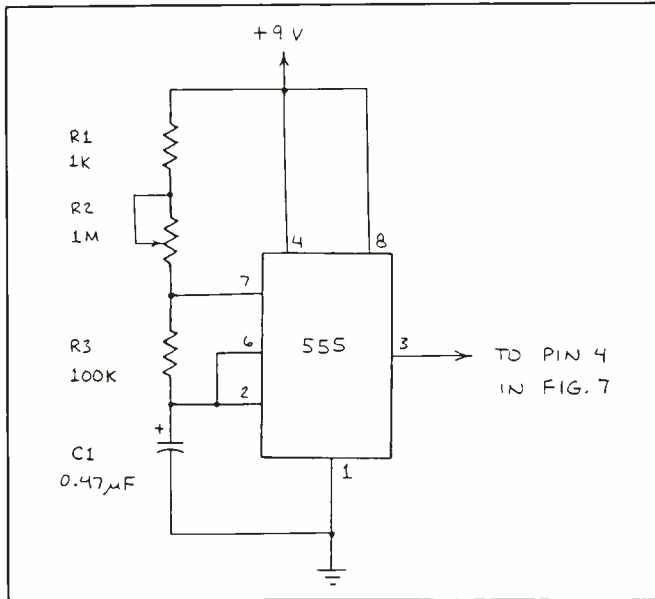 +9 V
R1
1K
R2
1M
4
8
7
R3
100K
6
555
3
TO PIN 4
IN FIG. 7
2
+
C1
0.47µF
1